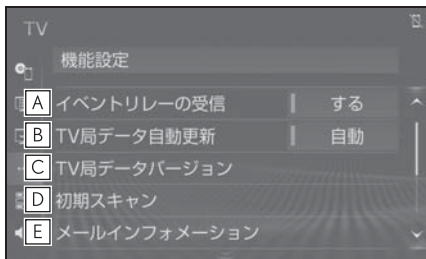 TV
機能設定
A イベントリレーの受信 する
B TV局データ自動更新 自動
C TV局データバージョン
D 初期スキャン
E メールインフォメーション